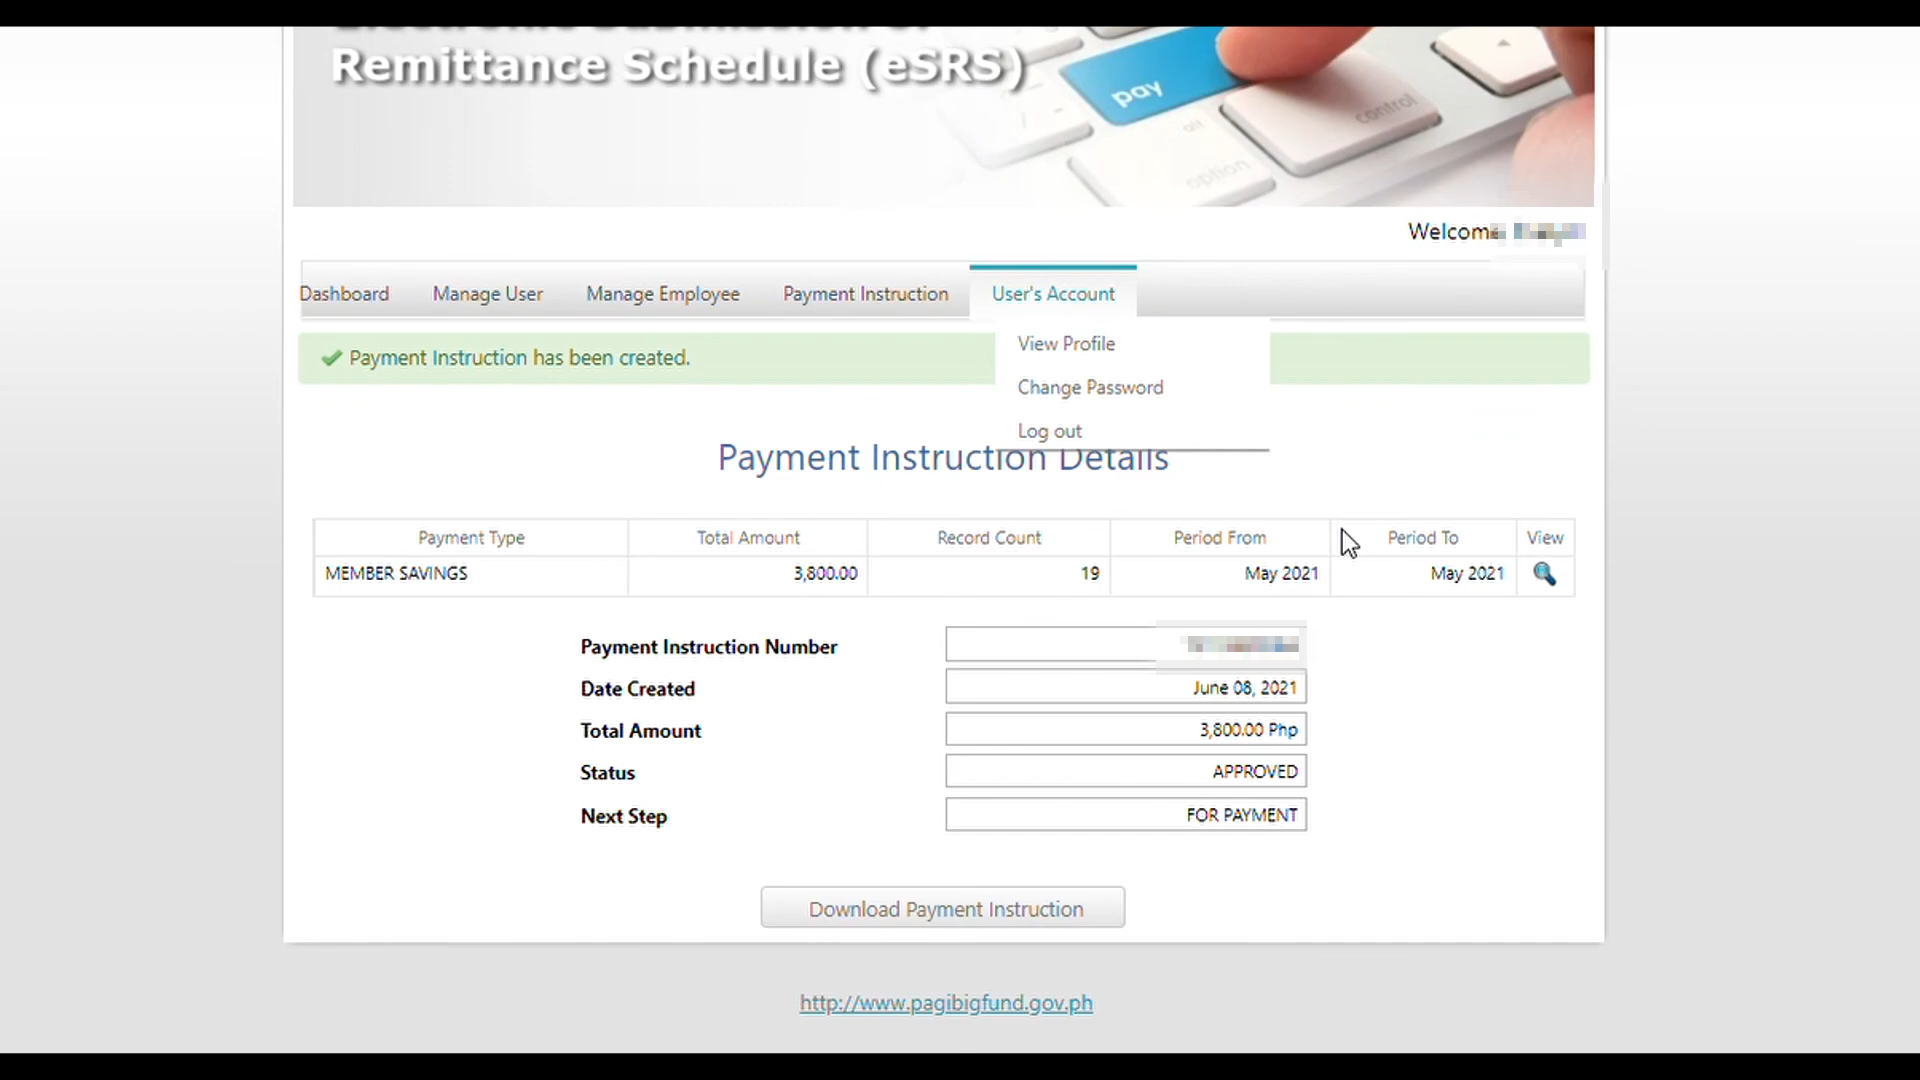 Remittance Schedule (eSRS)
pay
control
alt
option
Welcome
Dashboard Manage User Manage Employee Payment Instruction User's Account
View Profile
Payment Instruction has been created.
Change Password
Log out
Payment Instruction Details
Payment Type Total Amount Record Count Period From Period To View
MEMBER SAVINGS 3,800.00 19 May 2021 May 2021
Payment Instruction Number
Date Created June 08, 2021
Total Amount 3,800.00 Php
Status APPROVED
Next Step FOR PAYMENT
Download Payment Instruction
http://www.pagibigfund.gov.ph